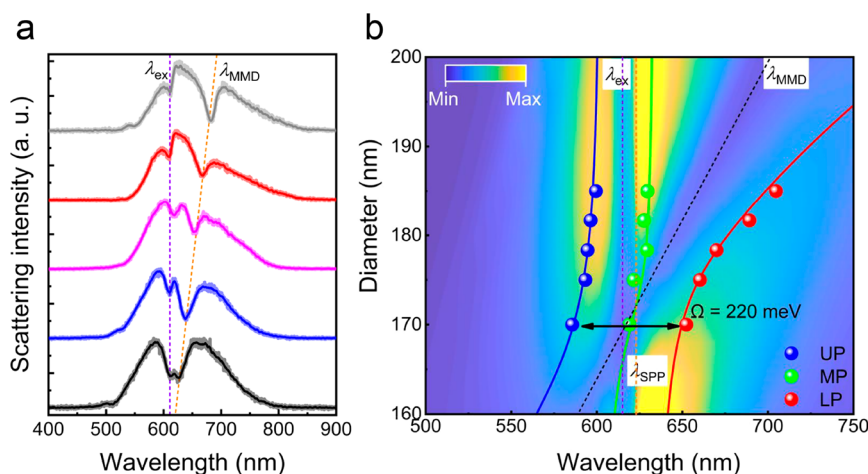 a
Scattering intensity (a. u.)
λex
λMMD
400 500 600 700 800 900
Wavelength (nm)
b
Diameter (nm)
200
190
180
170
160
Min Max
λex
λMMD
Ω = 220 meV
λSPP
UP
MP
LP
500 550 600 650 700 750
Wavelength (nm)